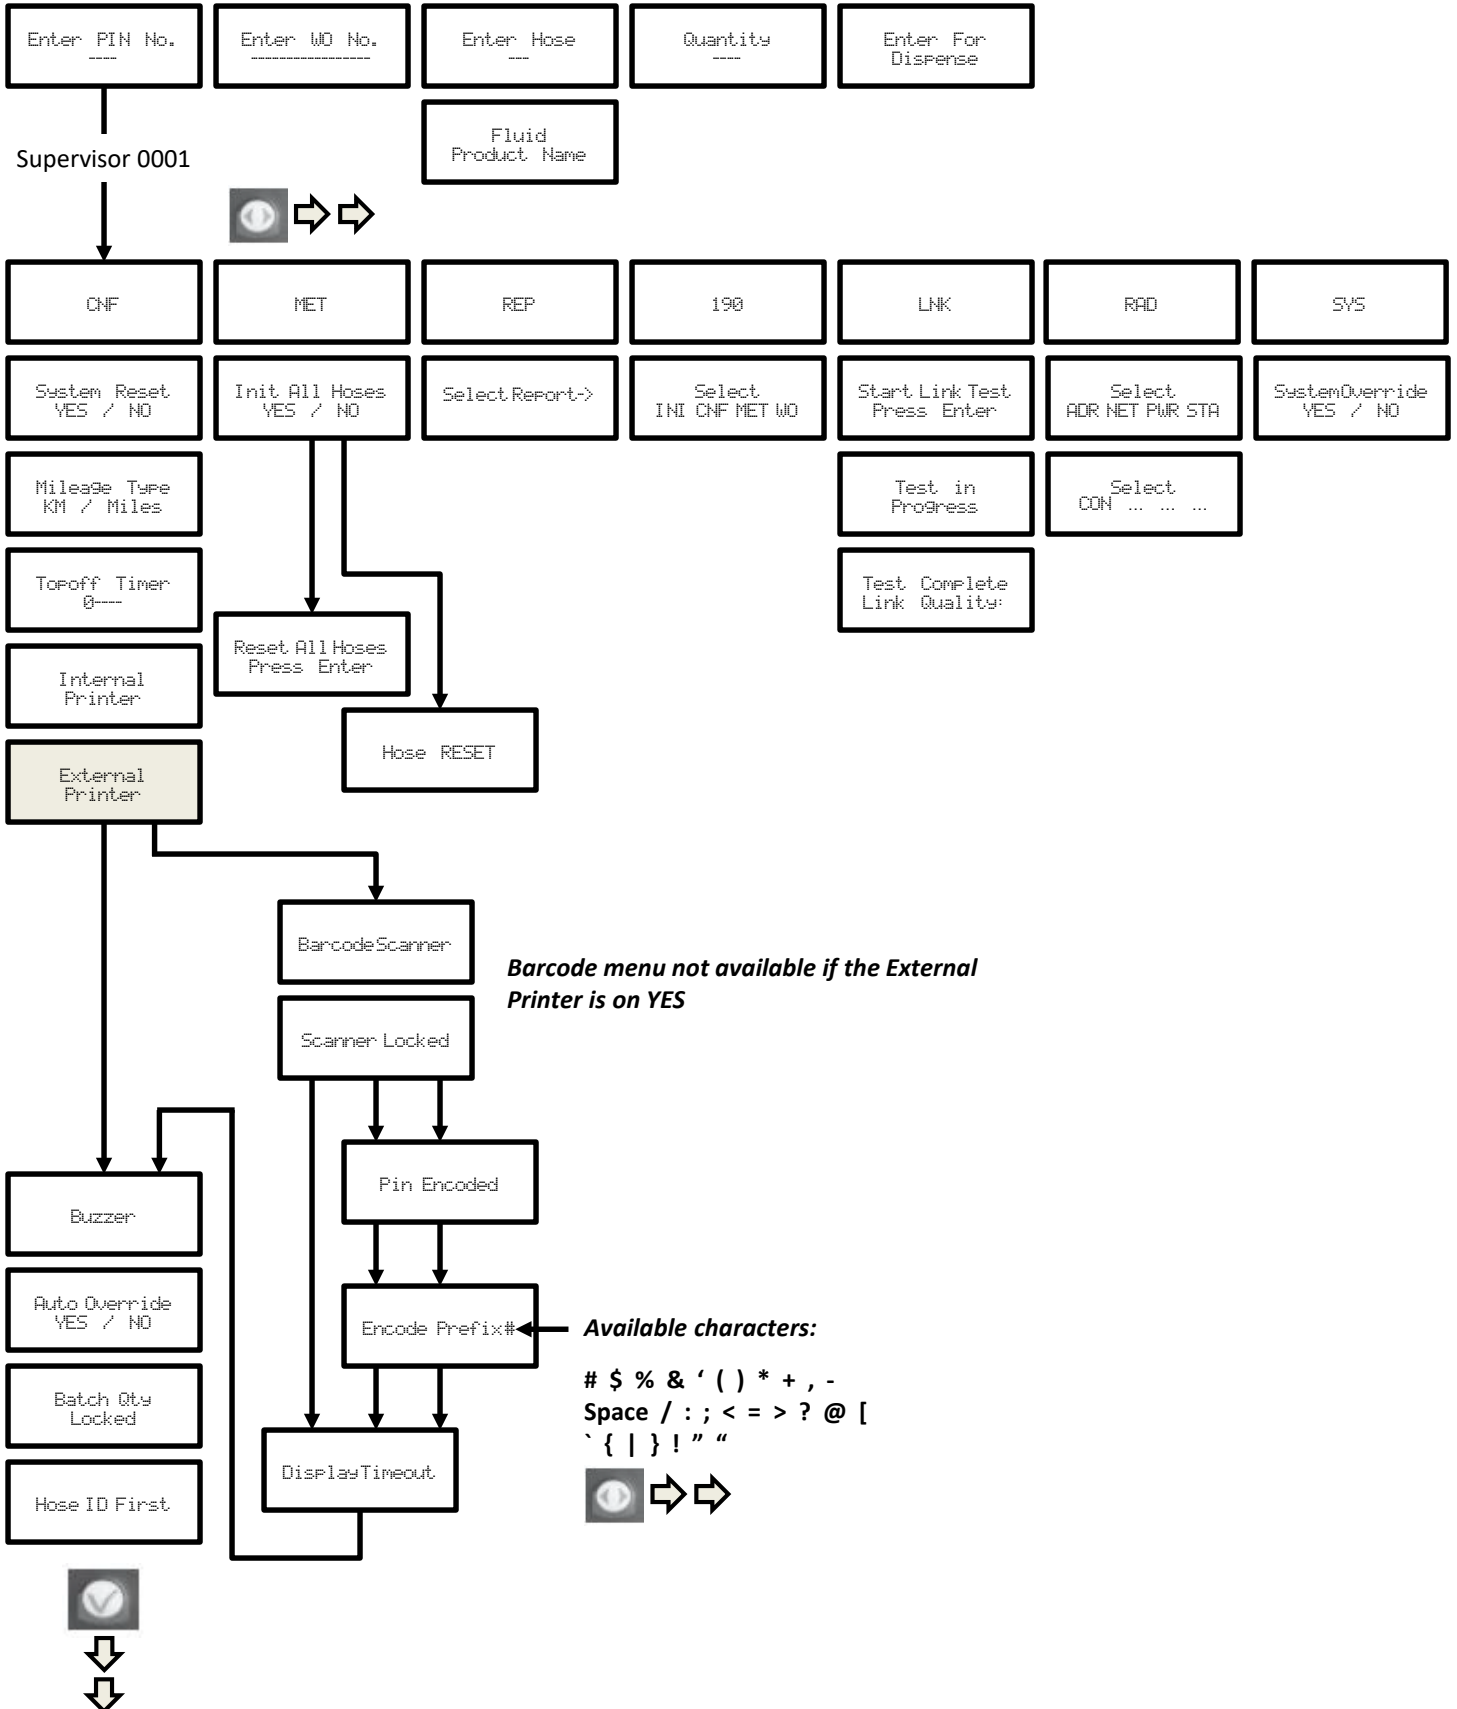 Enter PIN No.
----
Enter WO No.
-----------------
Enter Hose
---
Quantity
----
Enter For
Dispense
Fluid
Product Name
Supervisor 0001
CNF
MET
REP
190
LNK
RAD
SYS
System Reset
YES / NO
Init All Hoses
YES / NO
Select Report->
Select
INI CNF MET WO
Start Link Test
Press Enter
Select
ADR NET PWR STA
SystemOverride
YES / NO
Mileage Type
KM / Miles
Test in
Progress
Select
CON ... ... ...
Topoff Timer
0----
Test Complete
Link Quality:
Reset All Hoses
Press Enter
Internal
Printer
Hose RESET
External
Printer
BarcodeScanner
Barcode menu not available if the External
Printer is on YES
Scanner Locked
Pin Encoded
Buzzer
Auto Override
YES / NO
Encode Prefix#
Available characters:
# $ % & ‘ ( ) * + , -
Space / : ; < = > ? @ [
` { | } ! ” “
Batch Qty
Locked
DisplayTimeout
Hose ID First